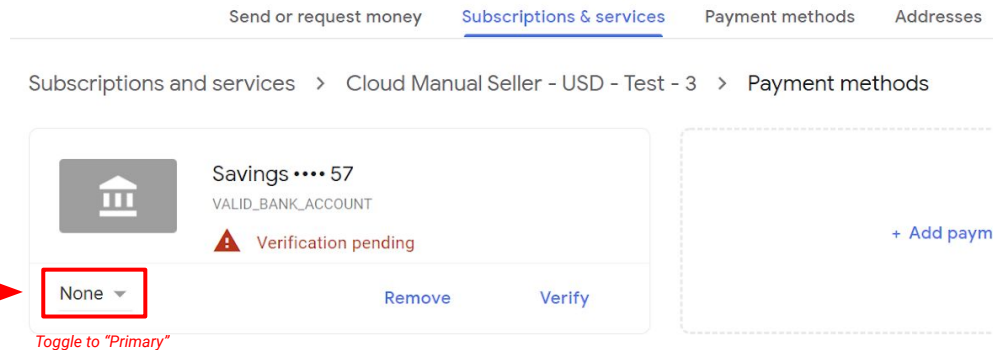 Send or request money Subscriptions & services Payment methods Addresses
Subscriptions and services > Cloud Manual Seller - USD - Test - 3 > Payment methods
Savings •••• 57
VALID_BANK_ACCOUNT
Verification pending
+ Add paym
None
Remove
Verify
Toggle to “Primary”